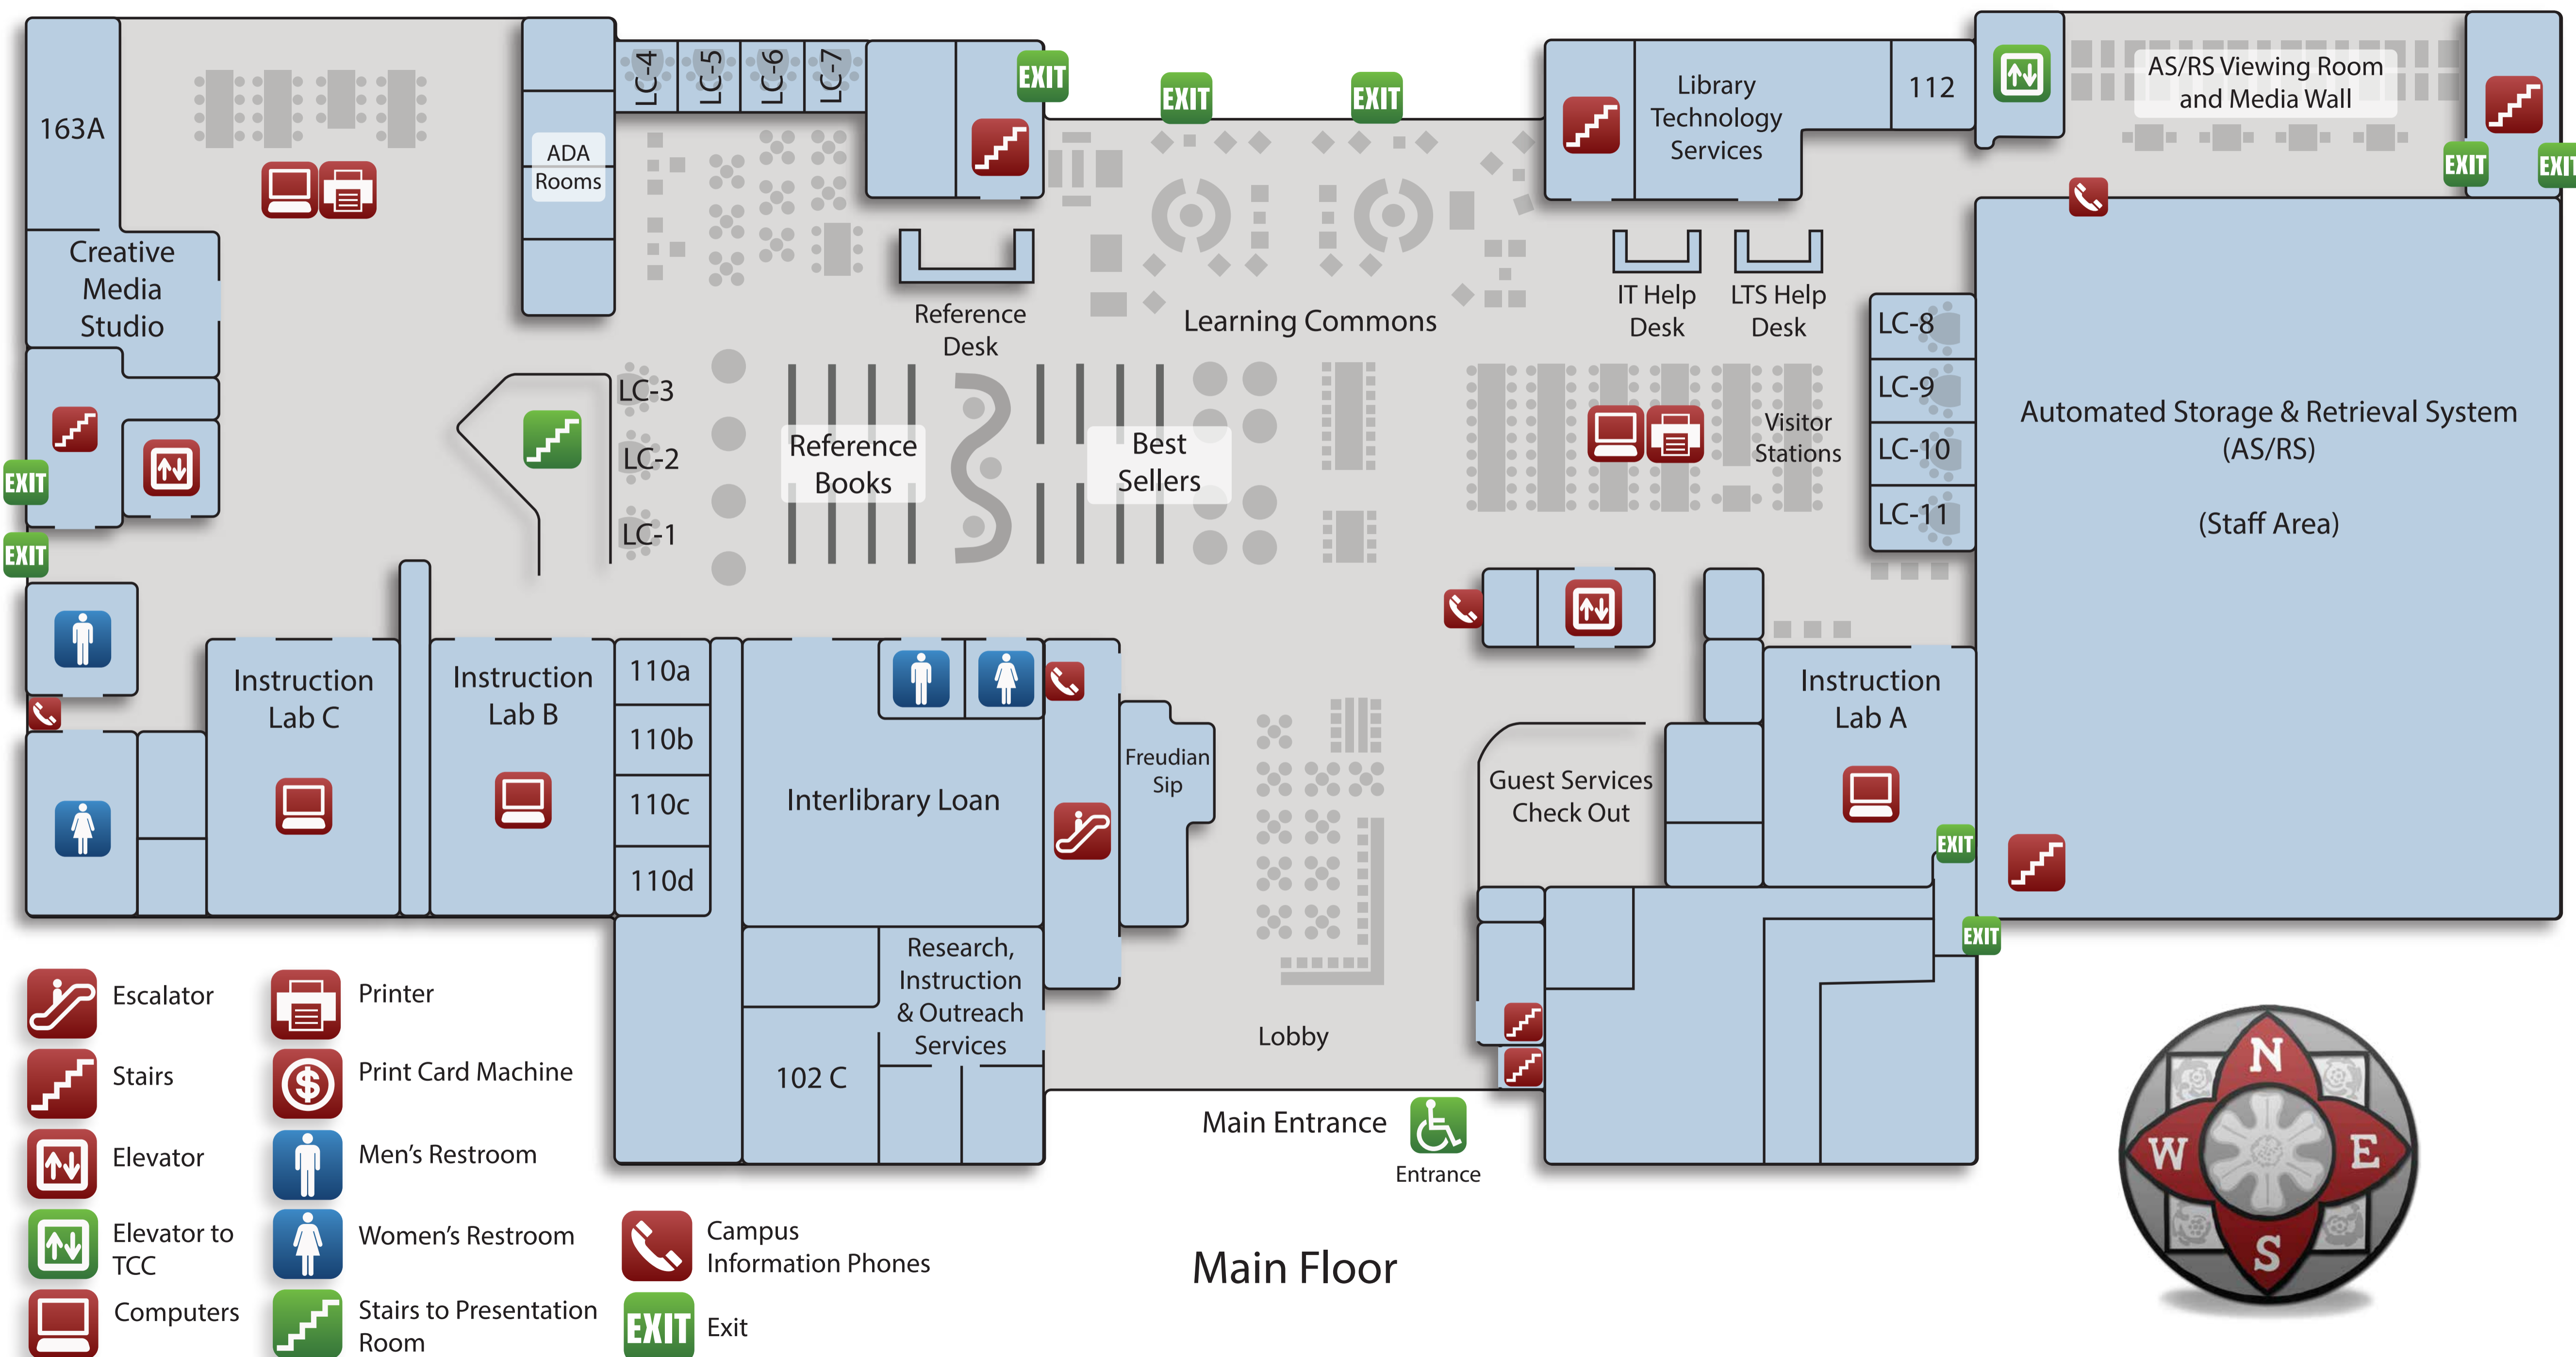 163A
Creative
Media
Studio
ADA
Rooms
LC-4
LC-5
LC-6
LC-7
EXIT
EXIT
EXIT
Library
Technology
Services
112
AS/RS Viewing Room
and Media Wall
EXIT
EXIT
Reference
Desk
Learning Commons
IT Help
Desk
LTS Help
Desk
LC-3
LC-2
LC-1
Reference
Books
Best
Sellers
Visitor
Stations
LC-8
LC-9
LC-10
LC-11
Automated Storage & Retrieval System
(AS/RS)
(Staff Area)
EXIT
EXIT
Instruction
Lab C
Instruction
Lab B
110a
110b
110c
110d
Interlibrary Loan
Freudian
Sip
Guest Services
Check Out
Instruction
Lab A
EXIT
EXIT
Research,
Instruction
& Outreach
Services
102 C
Lobby
Main Entrance
Entrance
Escalator
Stairs
Elevator
Elevator to
TCC
Computers
Printer
$
Print Card Machine
Men's Restroom
Women's Restroom
Stairs to Presentation
Room
Campus
Information Phones
EXIT
Exit
Main Floor
N
W
E
S